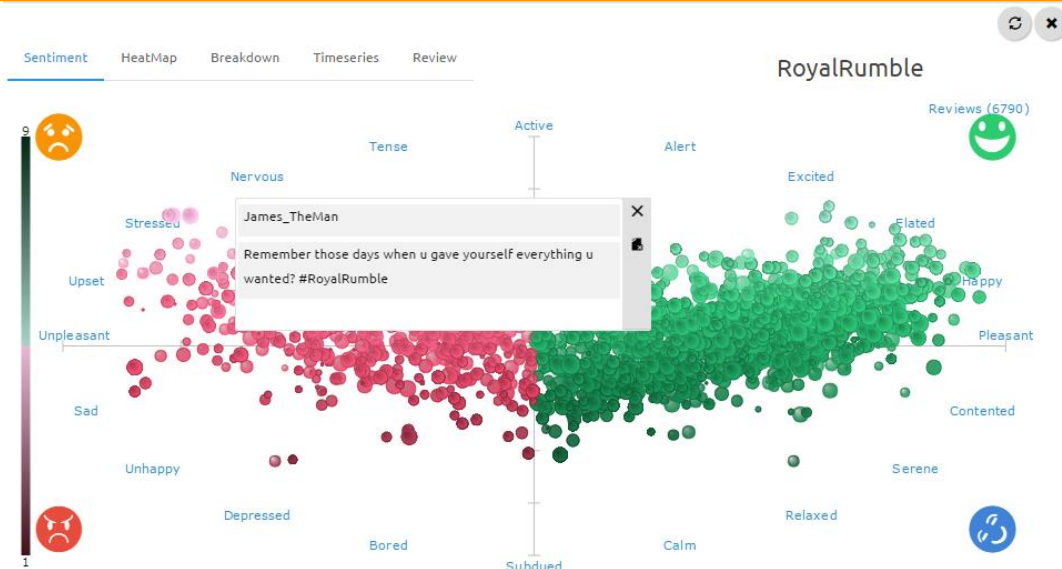 Sentiment HeatMap Breakdown Timeseries Review
RoyalRumble
Reviews (6790)
9
Active
Tense
Alert
Nervous
Excited
Stressed
Elated
James_TheMan
Remember those days when u gave yourself everything u
wanted? #RoyalRumble
Upset
Happy
Unpleasant
Pleasant
Sad
Contented
Unhappy
Serene
Depressed
Relaxed
Bored
Calm
Subdued
1